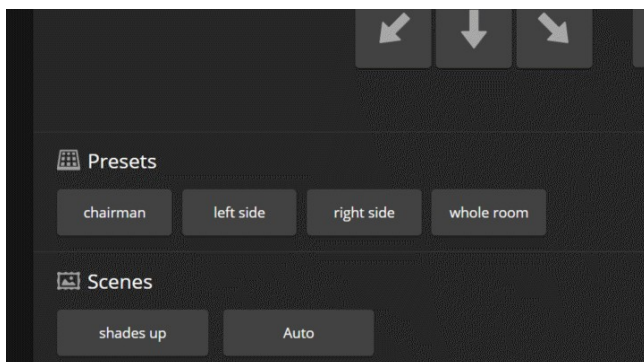 Presets
chairman left side right side whole room
Scenes
shades up Auto